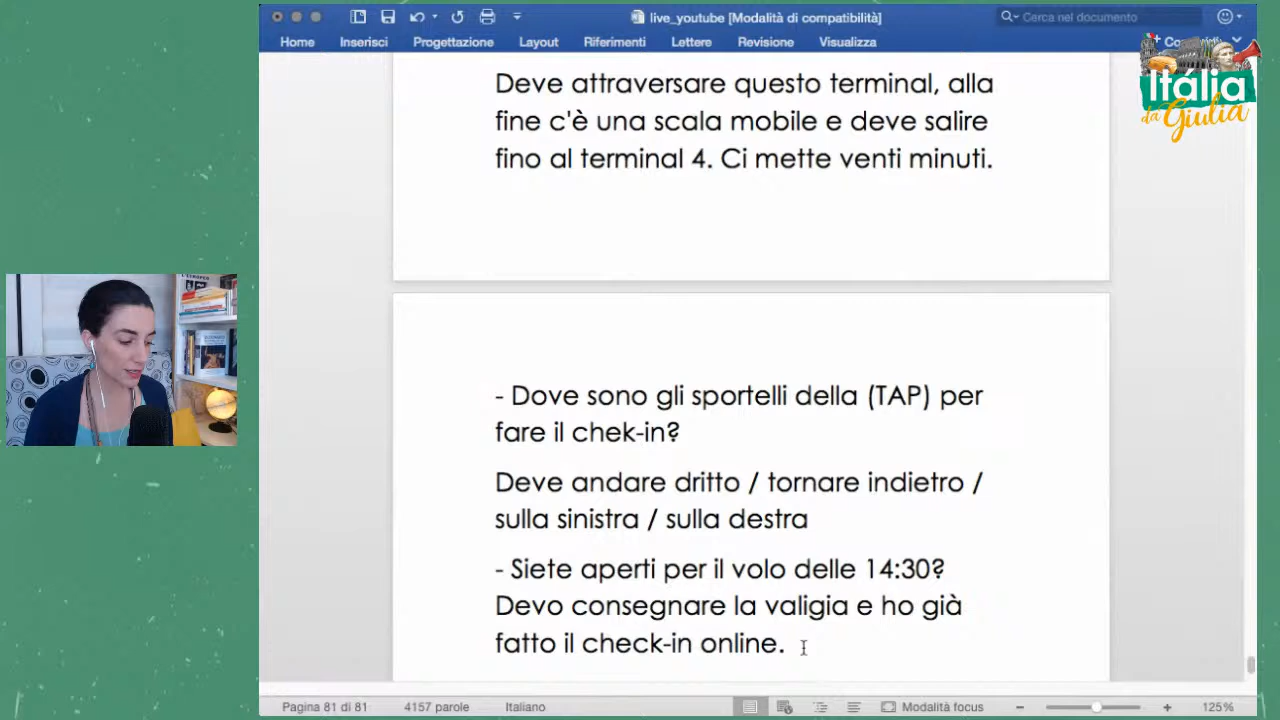 live_youtube [Modalità di compatibilità]
Cerca nel documento
Home Inserisci Progettazione Layout Riferimenti Lettere Revisione Visualizza
Itália
da Giulia
Deve attraversare questo terminal, alla
fine c'è una scala mobile e deve salire
fino al terminal 4. Ci mette venti minuti.
- Dove sono gli sportelli della (TAP) per
fare il chek-in?
Deve andare dritto / tornare indietro /
sulla sinistra / sulla destra
- Siete aperti per il volo delle 14:30?
Devo consegnare la valigia e ho già
fatto il check-in online.
Pagina 81 di 81 4157 parole Italiano Modalità focus 125%